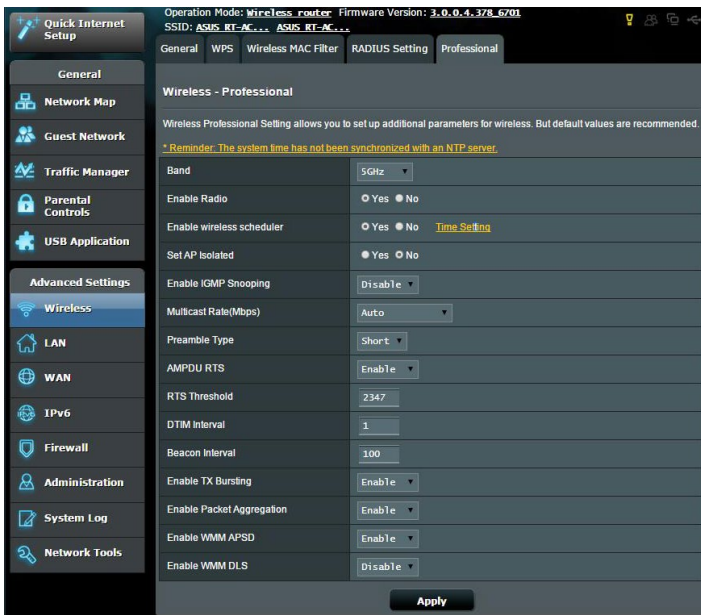 Quick Internet Setup
Operation Mode: Wireless router Firmware Version: 3.0.0.4.378_6701
SSID: ASUS RT-AC... ASUS RT-AC...
General WPS Wireless MAC Filter RADIUS Setting Professional
General
Network Map
Guest Network
Traffic Manager
Parental Controls
USB Application
Advanced Settings
Wireless
LAN
WAN
IPv6
Firewall
Administration
System Log
Network Tools
Wireless - Professional
Wireless Professional Setting allows you to set up additional parameters for wireless. But default values are recommended.
* Reminder: The system time has not been synchronized with an NTP server.
Band 5GHz
Enable Radio Yes No
Enable wireless scheduler Yes No Time Setting
Set AP Isolated Yes No
Enable IGMP Snooping Disable
Multicast Rate(Mbps) Auto
Preamble Type Short
AMPDU RTS Enable
RTS Threshold 2347
DTIM Interval 1
Beacon Interval 100
Enable TX Bursting Enable
Enable Packet Aggregation Enable
Enable WMM APSD Enable
Enable WMM DLS Disable
Apply